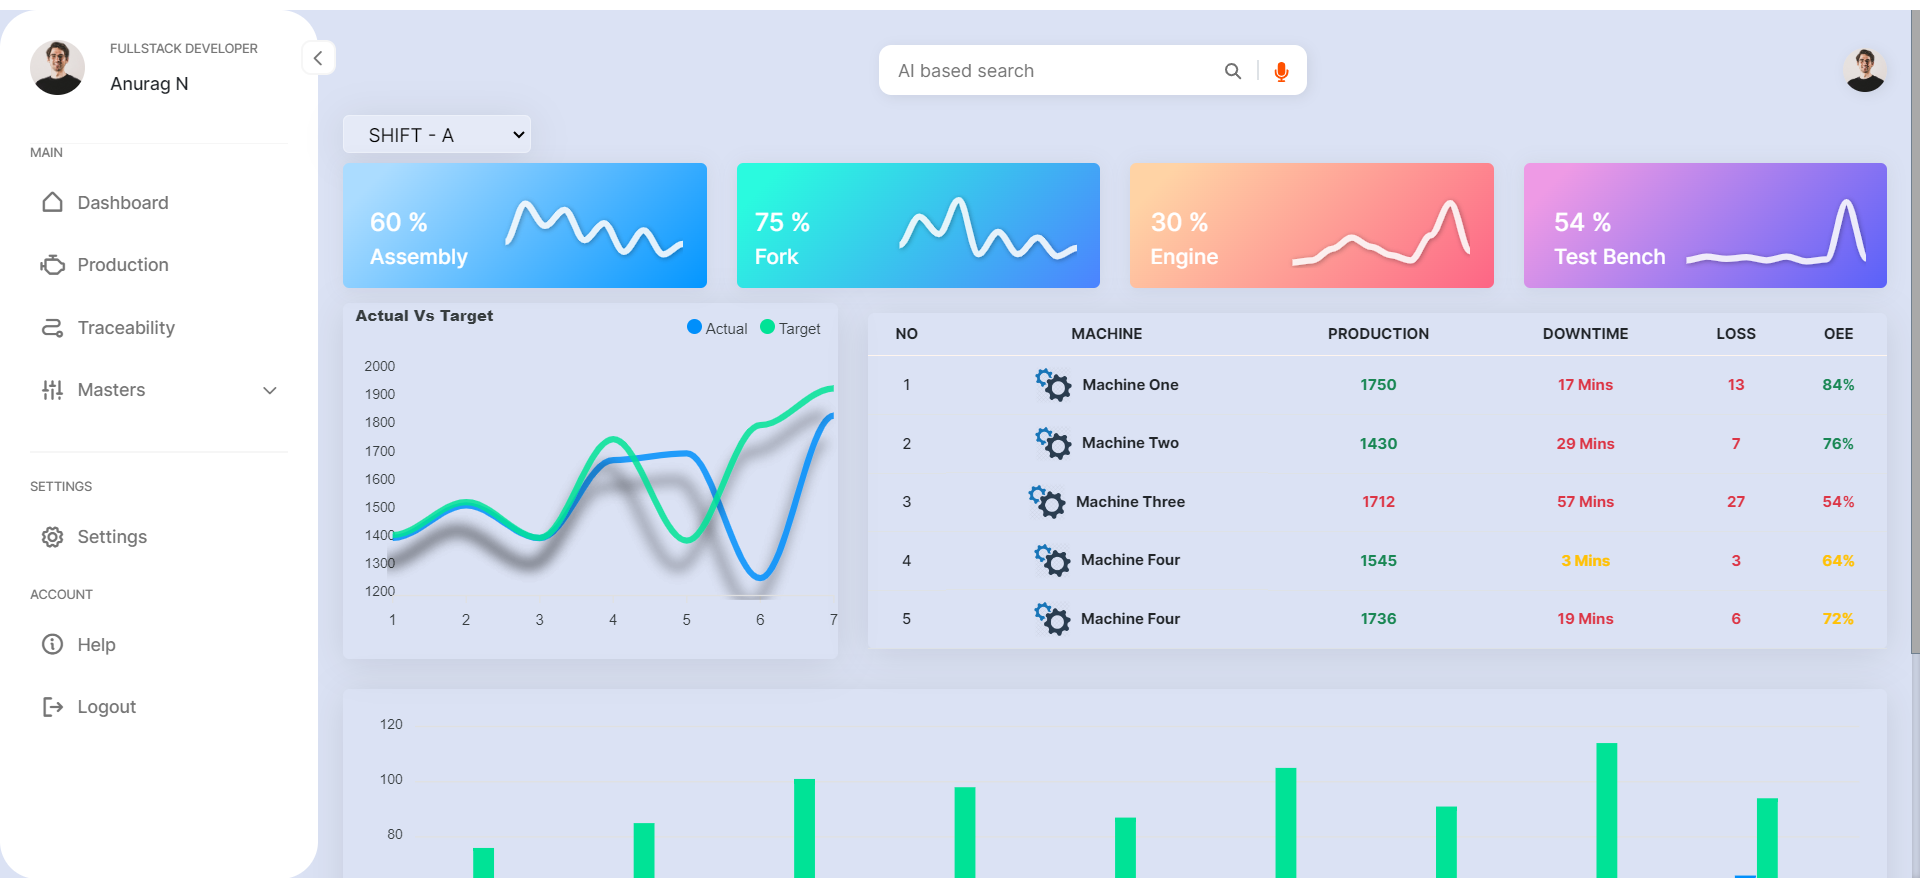 FULLSTACK DEVELOPER
Anurag N
MAIN
Dashboard
Production
Traceability
Masters
SETTINGS
Settings
ACCOUNT
Help
Logout
AI based search
SHIFT - A
60 %
Assembly
75 %
Fork
30 %
Engine
54 %
Test Bench
Actual Vs Target
Actual Target
2000
1900
1800
1700
1600
1500
1400
1300
1200
1 2 3 4 5 6 7
NO MACHINE PRODUCTION DOWNTIME LOSS OEE
1 Machine One 1750 17 Mins 13 84%
2 Machine Two 1430 29 Mins 7 76%
3 Machine Three 1712 57 Mins 27 54%
4 Machine Four 1545 3 Mins 3 64%
5 Machine Four 1736 19 Mins 6 72%
120
100
80